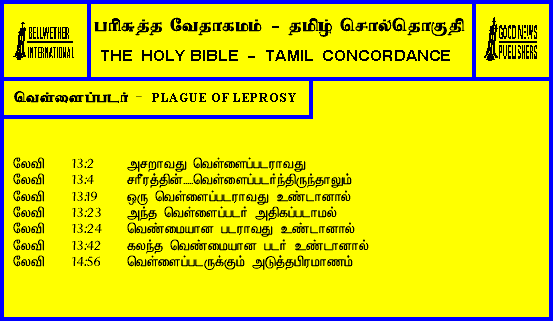 BELLWETHER INTERNATIONAL
பரிசுத்த வேதாகமம் - தமிழ் சொல்தொகுதி
THE HOLY BIBLE - TAMIL CONCORDANCE
GOOD NEWS PUBLISHERS
வெள்ளைப்படர் - PLAGUE OF LEPROSY
லேவி 13:2 அசறாவது வெள்ளைப்படராவது
லேவி 13:4 சரீரத்தின்.....வெள்ளைப்படர்ந்திருந்தாலும்
லேவி 13:19 ஒரு வெள்ளைப்படராவது உண்டானால்
லேவி 13:23 அந்த வெள்ளைப்படர் அதிகப்படாமல்
லேவி 13:24 வெண்மையான படராவது உண்டானால்
லேவி 13:42 கலந்த வெண்மையான படர் உண்டானால்
லேவி 14:56 வெள்ளைப்படருக்கும் அடுத்தபிரமாணம்